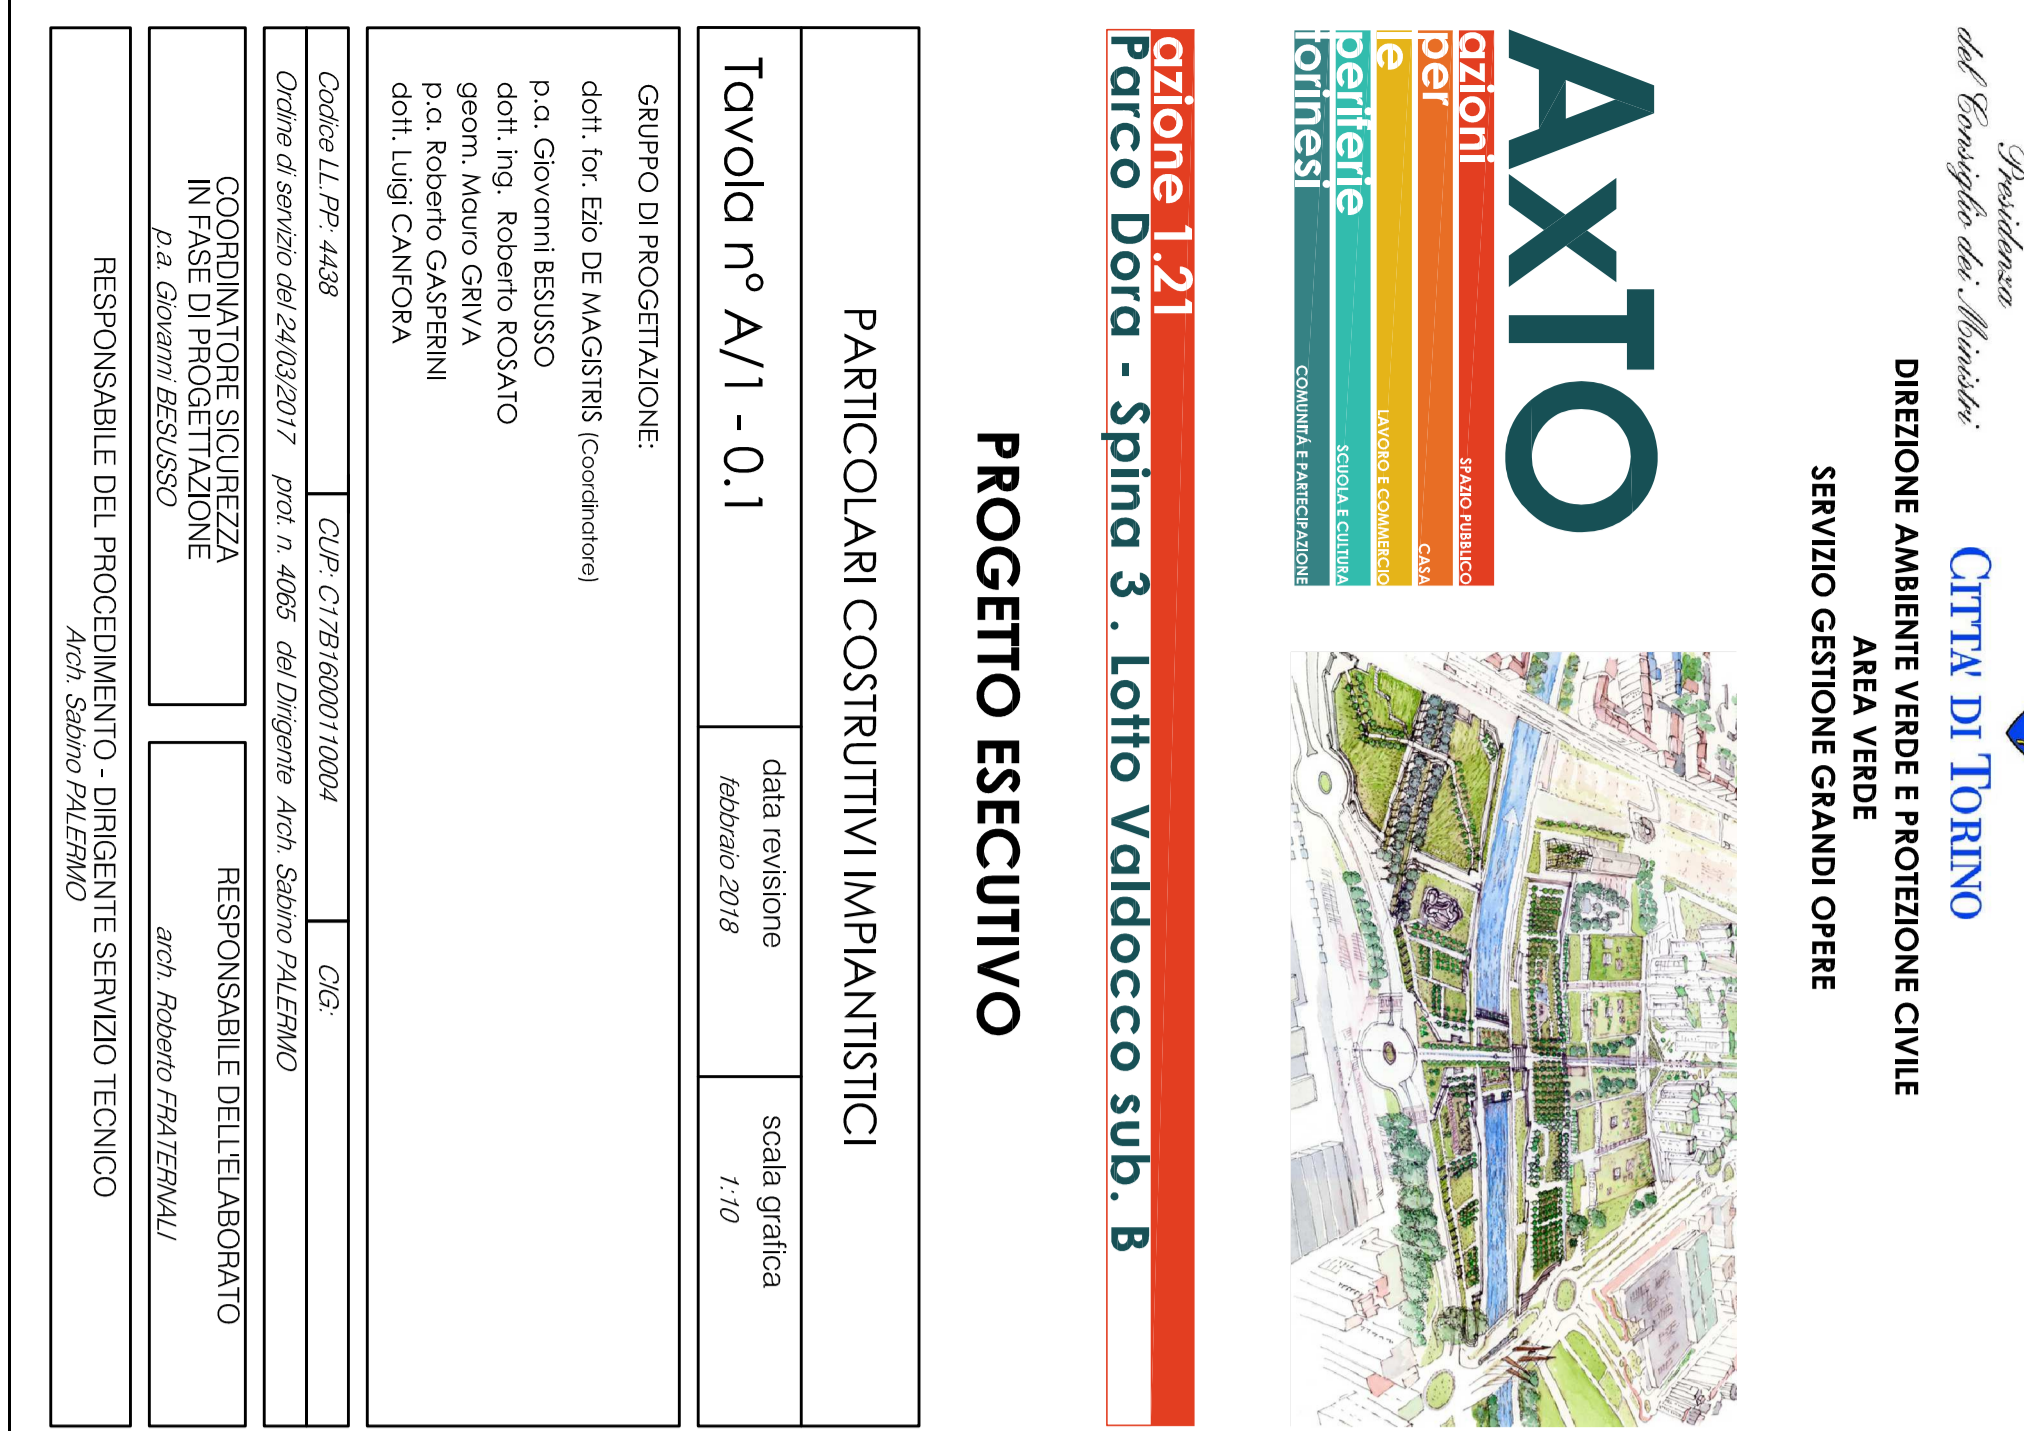 Presidenza
del Consiglio dei Ministri
CITTA' DI TORINO
DIREZIONE AMBIENTE VERDE E PROTEZIONE CIVILE
AREA VERDE
SERVIZIO GESTIONE GRANDI OPERE
AxTO
azioni SPAZIO PUBBLICO
per CASA
le LAVORO E COMMERCIO
periferie SCUOLA E CULTURA
torinesi COMUNITÁ E PARTECIPAZIONE
azione 1.21
Parco Dora - Spina 3 . Lotto Valdocco sub. B
PROGETTO ESECUTIVO
PARTICOLARI COSTRUTTIVI IMPIANTISTICI
Tavola n° A/1 - 0.1
data revisione
febbraio 2018
scala grafica
1:10
GRUPPO DI PROGETTAZIONE:
dott. for. Ezio DE MAGISTRIS (Coordinatore)
p.a. Giovanni BESUSSO
dott. ing. Roberto ROSATO
geom. Mauro GRIVA
p.a. Roberto GASPERINI
dott. Luigi CANFORA
Codice LL.PP.: 4438
CUP: C17B16000110004
CIG:
Ordine di servizio del 24/03/2017 prot. n. 4065 del Dirigente Arch. Sabino PALERMO
COORDINATORE SICUREZZA
IN FASE DI PROGETTAZIONE
p.a. Giovanni BESUSSO
RESPONSABILE DELL'ELABORATO
arch. Roberto FRATERNALI
RESPONSABILE DEL PROCEDIMENTO - DIRIGENTE SERVIZIO TECNICO
Arch. Sabino PALERMO